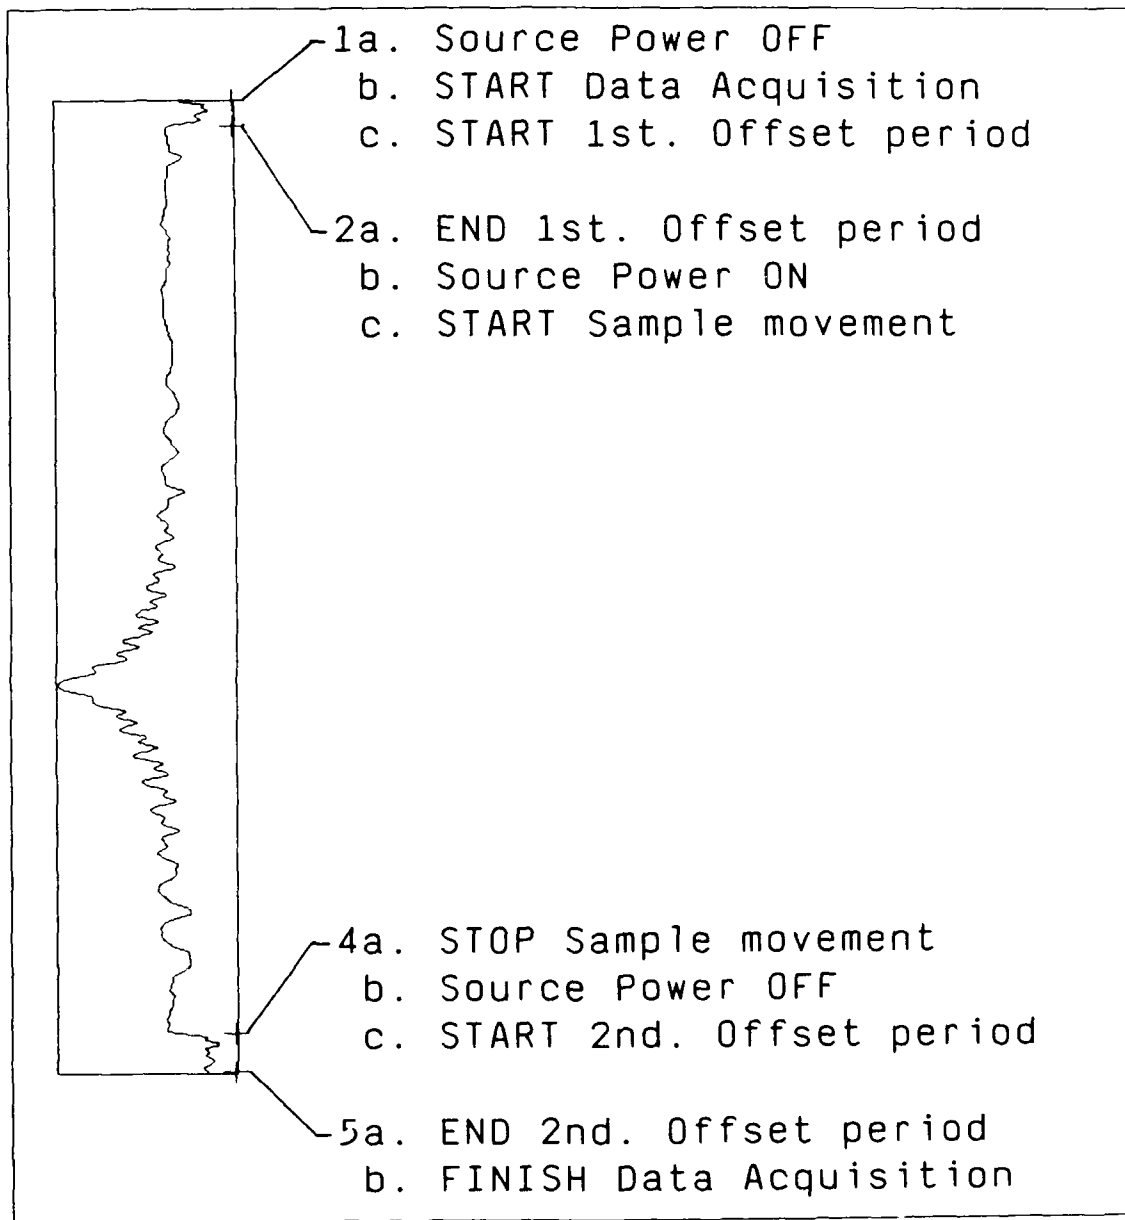 1a. Source Power OFF
b. START Data Acquisition
c. START 1st. Offset period
2a. END 1st. Offset period
b. Source Power ON
c. START Sample movement
4a. STOP Sample movement
b. Source Power OFF
c. START 2nd. Offset period
5a. END 2nd. Offset period
b. FINISH Data Acquisition